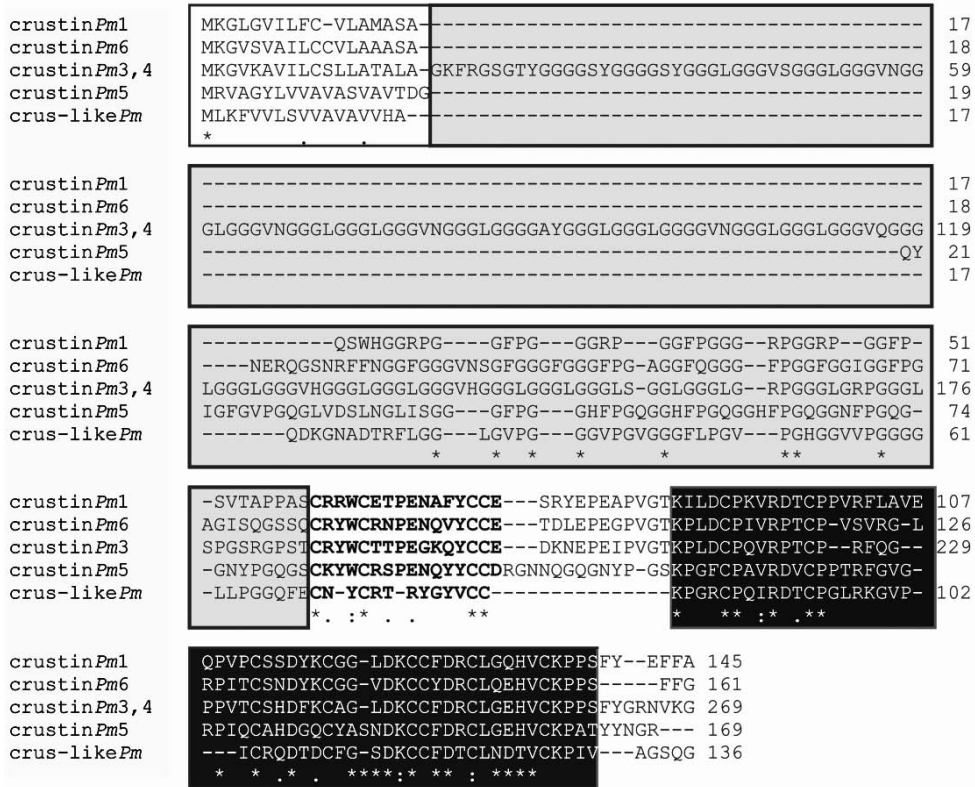 crustinPm1 MKGLGVILFC-VLAMASA------------------------------------------ 17
crustinPm6 MKGVSVAILCCVLAAASA------------------------------------------ 18
crustinPm3,4 MKGVKAVILCSLLATALA-GKFRGSGTYGGGGSYGGGGSYGGGLGGGVSGGGLGGGVNGG 59
crustinPm5 MRVAGYLVVAVASVAVTDG----------------------------------------- 19
crus-likePm MLKFVVLSVVAVAVVHA------------------------------------------- 17
* . .
crustinPm1 ------------------------------------------------------------ 17
crustinPm6 ------------------------------------------------------------ 18
crustinPm3,4 GLGGGVNGGGLGGGLGGGVNGGGLGGGGAYGGGLGGGLGGGGVNGGGLGGGLGGGVQGGG 119
crustinPm5 ----------------------------------------------------------QY 21
crus-likePm ------------------------------------------------------------ 17
crustinPm1 -----------QSWHGGRPG----GFPG---GGRP---GGFPGGG--RPGGRP--GGFP- 51
crustinPm6 ----NERQGSNRFFNGGFGGGVNSGFGGGFGGGFPG-AGGFQGGG--FPGGFGGIGGFPG 71
crustinPm3,4 LGGGLGGGVHGGGLGGGLGGGVHGGGLGGGLGGGLS-GGLGGGLG--RPGGGLGRPGGGL 176
crustinPm5 IGFGVPGQGLVDSLNGLISGG---GFPG---GHFPGQGGHFPGQGGHFPGQGGNFPGQG- 74
crus-likePm -------QDKGNADTRFLGG---LGVPG---GGVPGVGGGFLPGV---PGHGGVVPGGGG 61
* * * * * ** *
crustinPm1 -SVTAPPASCRRWCETPENAFYCCE---SRYEPEAPVGTKILDCPKVRDTCPPVRFLAVE 107
crustinPm6 AGISQGSSQCRYWCRNPENQVYCCE---TDLEPEGPVGTKPLDCPIVRPTCP-VSVRG-L 126
crustinPm3 SPGSRGPSTCRYWCTTPEGKQYCCE---DKNEPEIPVGTKPLDCPQVRPTCP--RFQG-- 229
crustinPm5 -GNYPGQGSCKYWCRSPENQYYCCDRGNNQGQGNYP-GSKPGFCPAVRDVCPPTRFGVG-
crus-likePm -LLPGGQFECN-YCRT-RYGYVCC---------------KPGRCPQIRDTCPGLRKGVP- 102
*. :* . . ** * ** :* .**
crustinPm1 QPVPCSSDYKCGG-LDKCCFDRCLGQHVCKPPSFY--EFFA 145
crustinPm6 RPITCSNDYKCGG-VDKCCYDRCLQEHVCKPPS-----FFG 161
crustinPm3,4 PPVTCSHDFKCAG-LDKCCFDRCLGEHVCKPPSFYGRNVKG 269
crustinPm5 RPIQCAHDGQCYASNDKCCFDRCLGEHVCKPATYYNGR--- 169
crus-likePm ---ICRQDTDCFG-SDKCCFDTCLNDTVCKPIV---AGSQG 136
* * .* . ****:* ** : ****